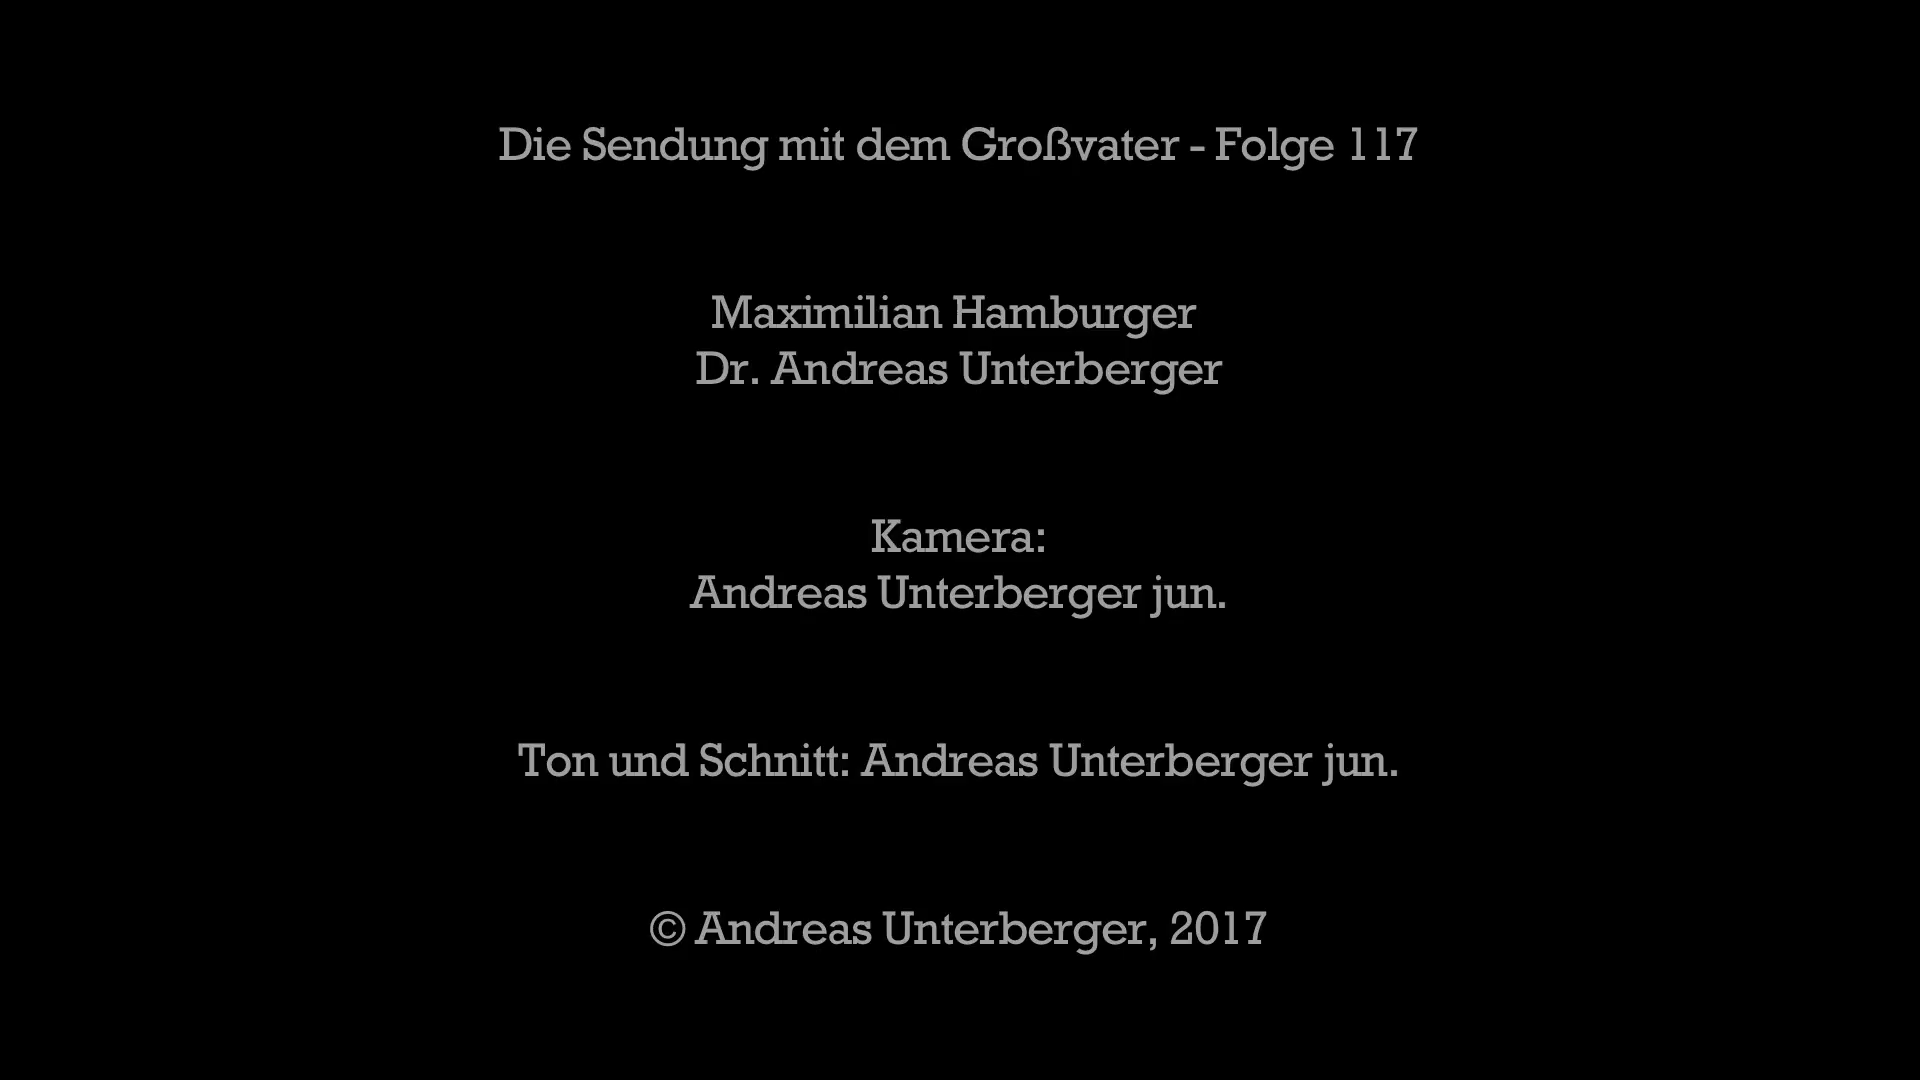 Die Sendung mit dem Großvater - Folge 117
Maximilian Hamburger
Dr. Andreas Unterberger
Kamera:
Andreas Unterberger jun.
Ton und Schnitt: Andreas Unterberger jun.
© Andreas Unterberger, 2017